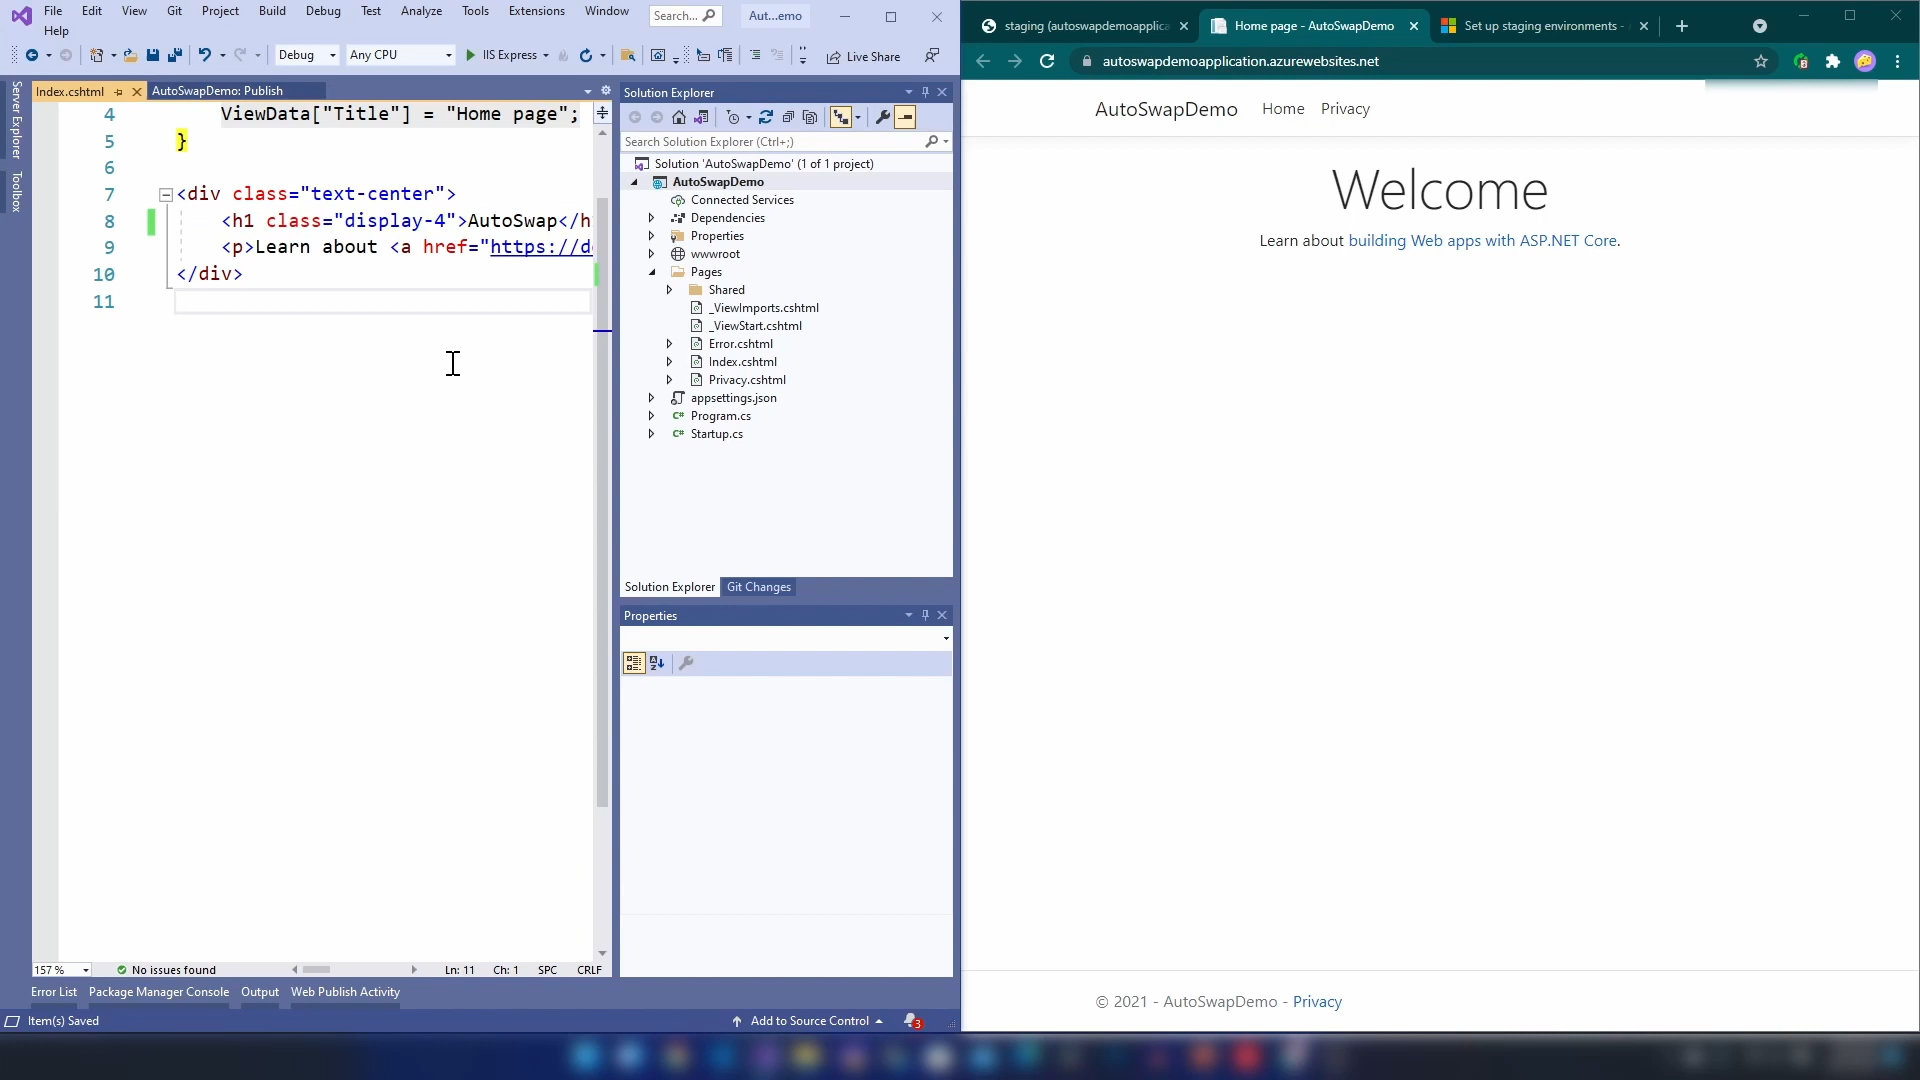 File Edit View Git Project Build Debug Test Analyze Tools Extensions Window
Help
Search...
Aut...emo
Debug
Any CPU
IIS Express
Live Share
Server Explorer
Toolbox
Index.cshtml
AutoSwapDemo: Publish
4 ViewData["Title"] = "Home page";
5 }
6
7 <div class="text-center">
8 <h1 class="display-4">AutoSwap</h
9 <p>Learn about <a href="https://d
10 </div>
11
157 %
No issues found
Ln: 11 Ch: 1 SPC CRLF
Error List Package Manager Console Output Web Publish Activity
Item(s) Saved
Add to Source Control
3
Solution Explorer
Search Solution Explorer (Ctrl+;)
Solution 'AutoSwapDemo' (1 of 1 project)
AutoSwapDemo
Connected Services
Dependencies
Properties
wwwroot
Pages
Shared
_ViewImports.cshtml
_ViewStart.cshtml
Error.cshtml
Index.cshtml
Privacy.cshtml
appsettings.json
C# Program.cs
C# Startup.cs
Solution Explorer Git Changes
Properties
staging (autoswapdemoapplica
Home page - AutoSwapDemo
Set up staging environments -
autoswapdemoapplication.azurewebsites.net
AutoSwapDemo Home Privacy
Welcome
Learn about building Web apps with ASP.NET Core.
© 2021 - AutoSwapDemo - Privacy